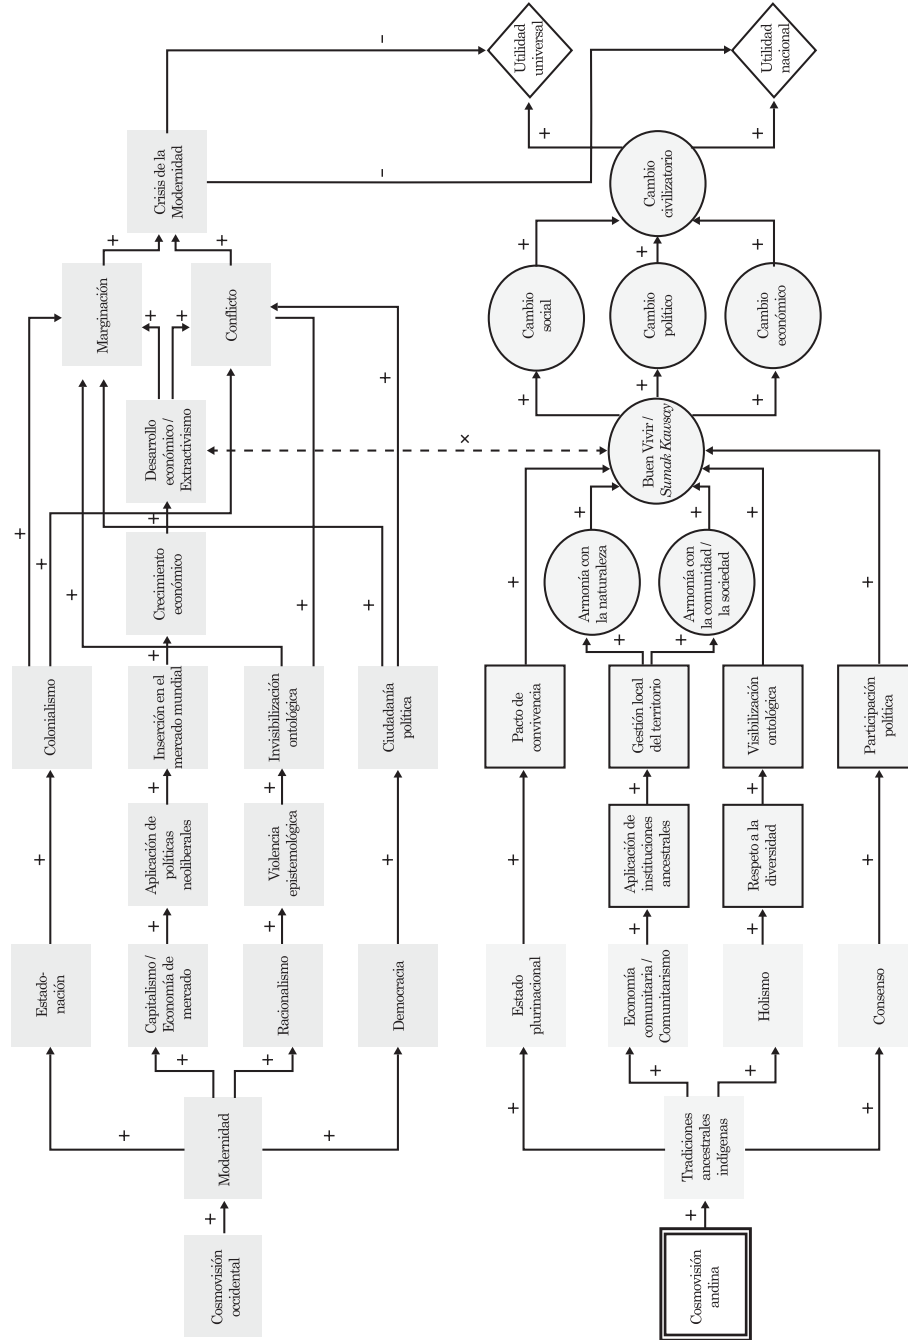 Cosmovisión
occidental
Modernidad
Estado-
nación
Colonialismo
Capitalismo /
Economía de
mercado
Aplicación de
políticas
neoliberales
Inserción en el
mercado mundial
Crecimiento
económico
Desarrollo
económico /
Extractivismo
Racionalismo
Violencia
epistemológica
Invisibilización
ontológica
Democracia
Ciudadanía
política
Marginación
Conflicto
Crisis de la
Modernidad
Utilidad
universal
Utilidad
nacional
Cosmovisión
andina
Tradiciones
ancestrales
indígenas
Estado
plurinacional
Pacto de
convivencia
Economía
comunitaria /
Comunitarismo
Aplicación de
instituciones
ancestrales
Gestión local
del territorio
Armonía con
la naturaleza
Armonía con
la comunidad /
la sociedad
Holismo
Respeto a la
diversidad
Visibilización
ontológica
Consenso
Participación
política
Buen Vivir /
Sumak Kawsay
Cambio
social
Cambio
político
Cambio
económico
Cambio
civilizatorio